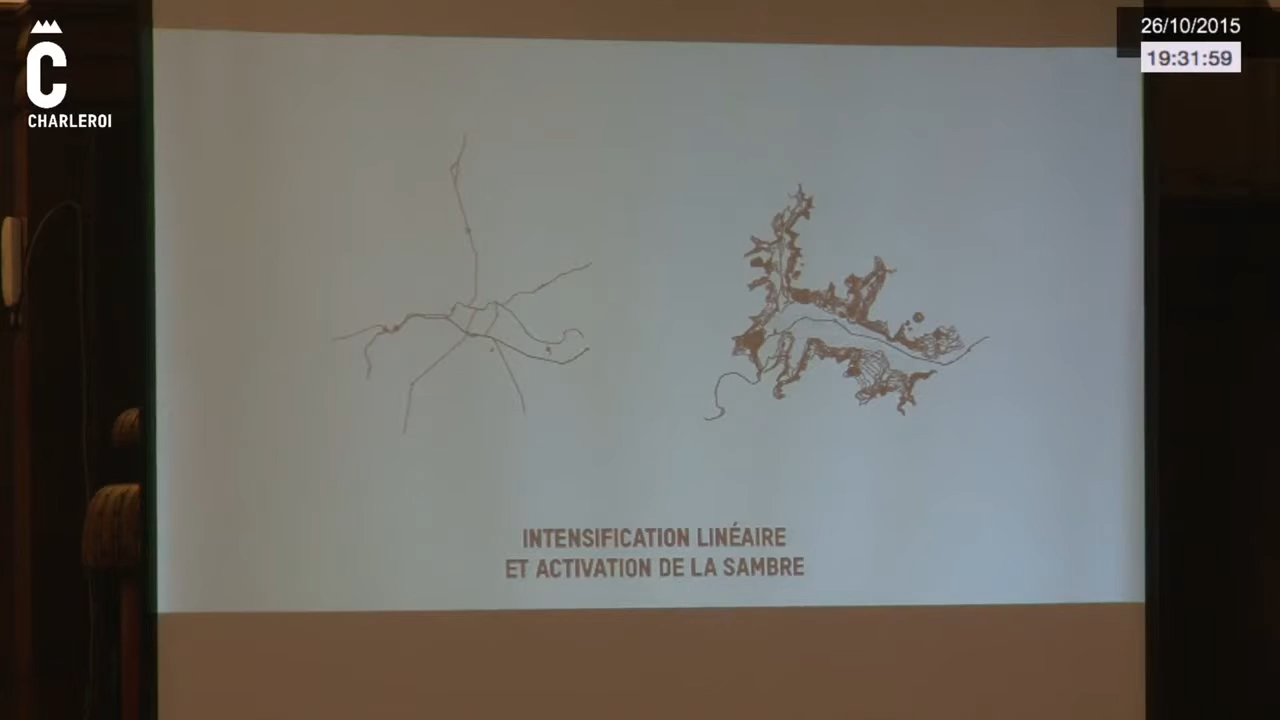 CHARLEROI
26/10/2015
19:31:59
INTENSIFICATION LINÉAIRE
ET ACTIVATION DE LA SAMBRE